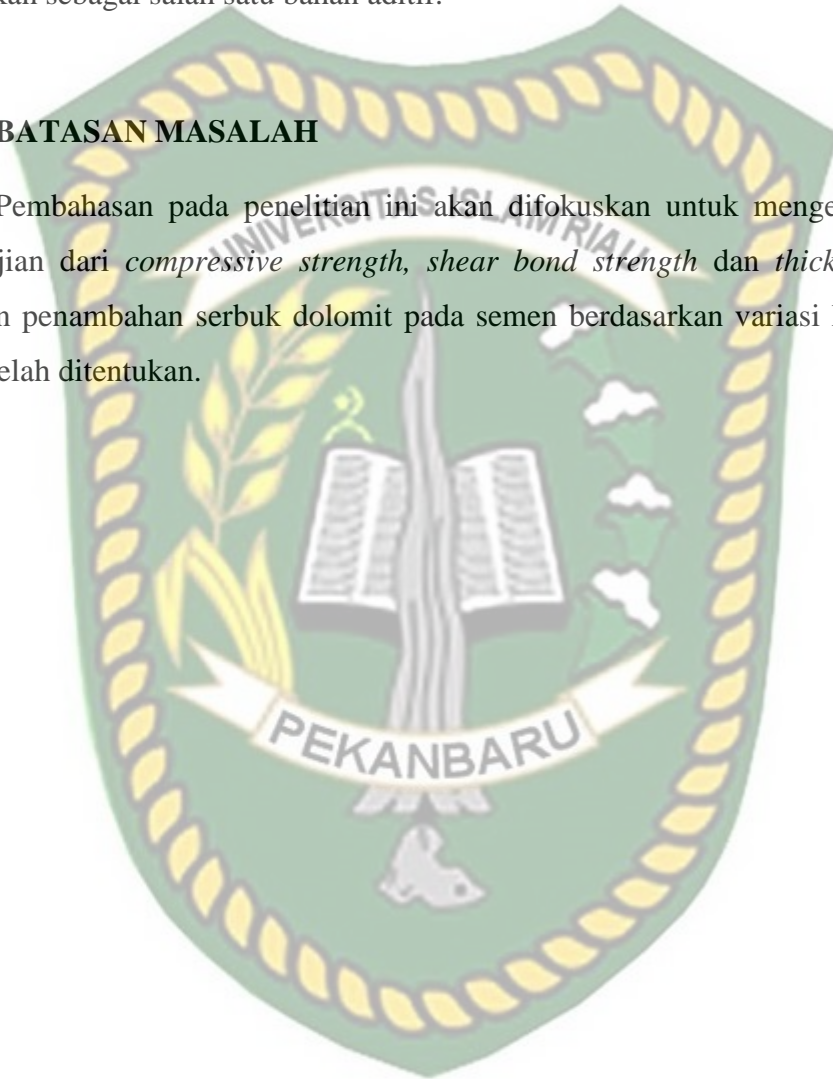 kan sebagai salah satu bahan aditif.
BATASAN MASALAH
Pembahasan pada penelitian ini akan difokuskan untuk menge
jian dari compressive strength, shear bond strength dan thick
n penambahan serbuk dolomit pada semen berdasarkan variasi
elah ditentukan.
UNIVERSITAS ISLAM RIAU
PEKANBARU